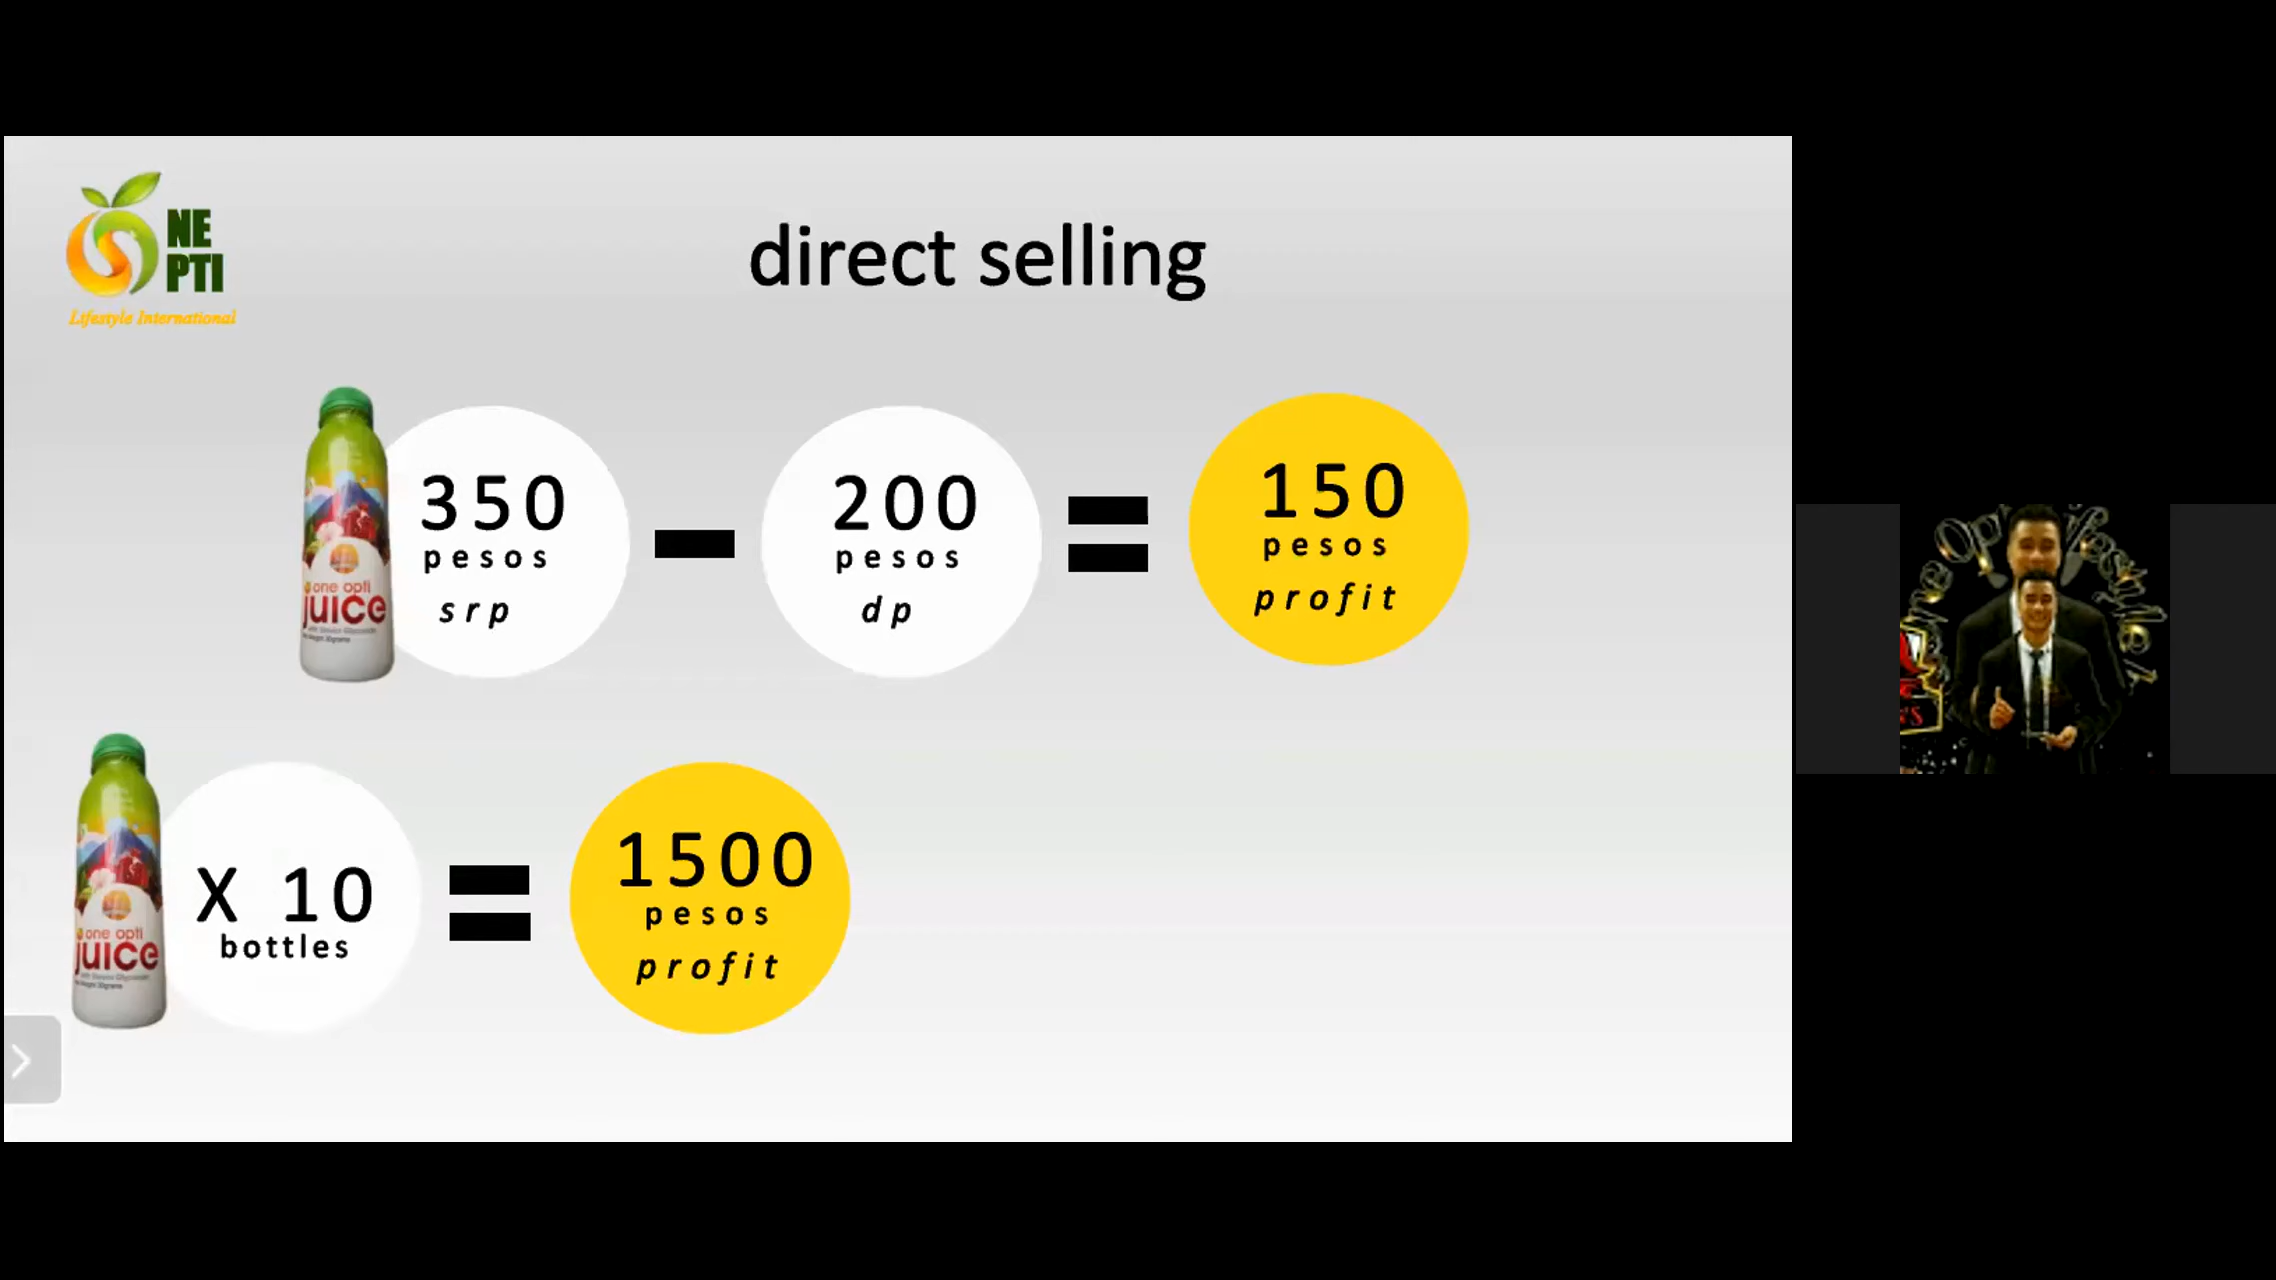 NE
PTI
Lifestyle International
direct selling
350
pesos
srp
200
pesos
dp
150
pesos
profit
one opti
juice
X 10
bottles
1500
pesos
profit
one opti
juice